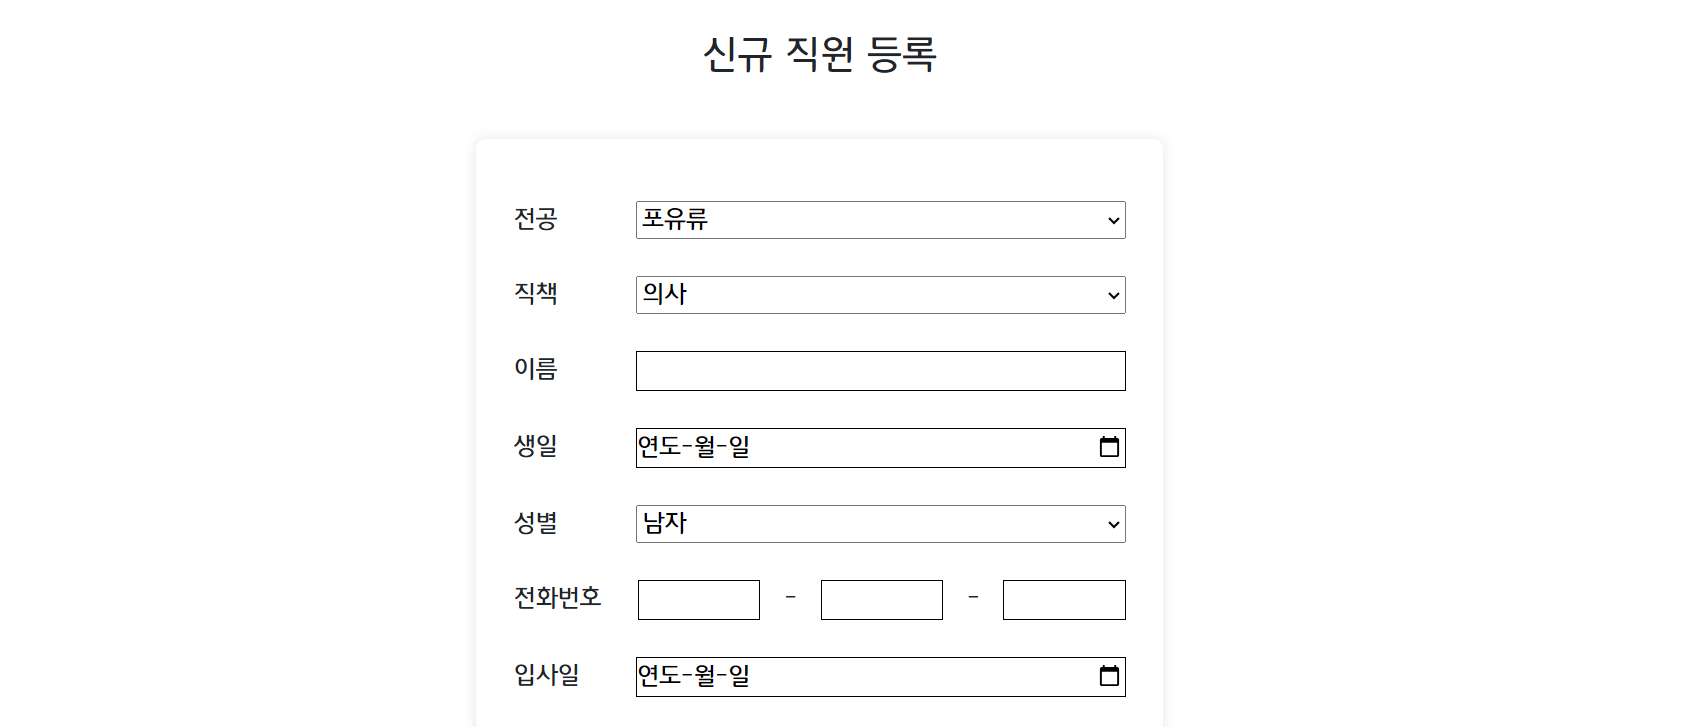 신규 직원 등록
전공 포유류
직책 의사
이름
생일 연도-월-일
성별 남자
전화번호 - -
입사일 연도-월-일